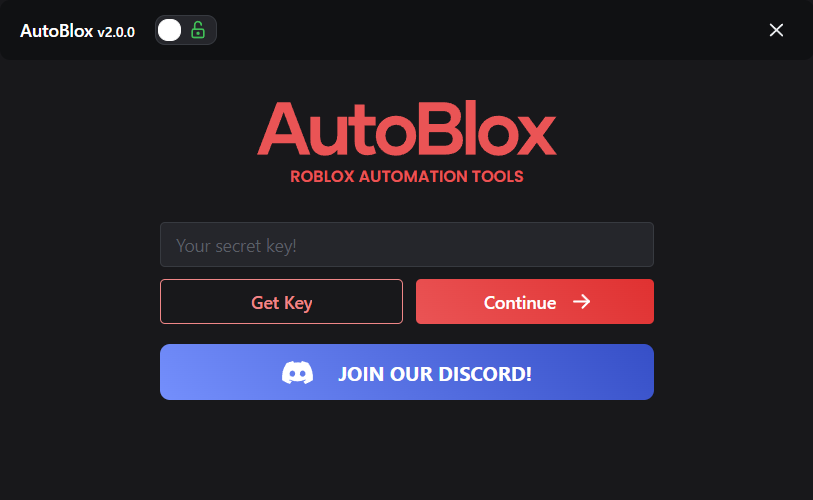 AutoBlox v2.0.0
AutoBlox
ROBLOX AUTOMATION TOOLS
Your secret key!
Get Key
Continue
JOIN OUR DISCORD!